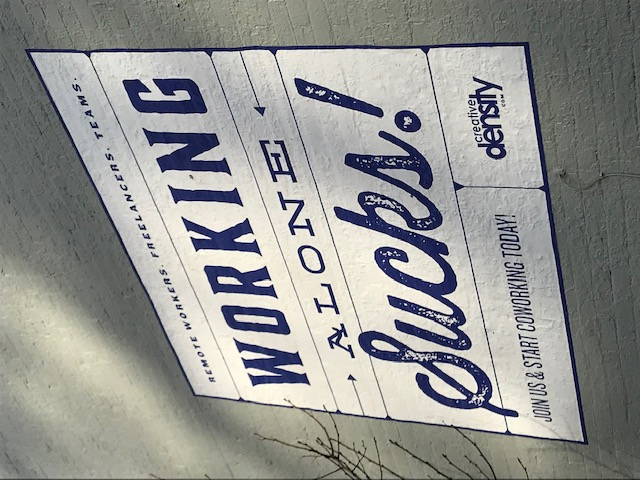 REMOTE WORKERS. FREELANCERS. TEAMS.
WORKING
ALONE
Sucks!
JOIN US & START COWORKING TODAY!
creative
density
.COM